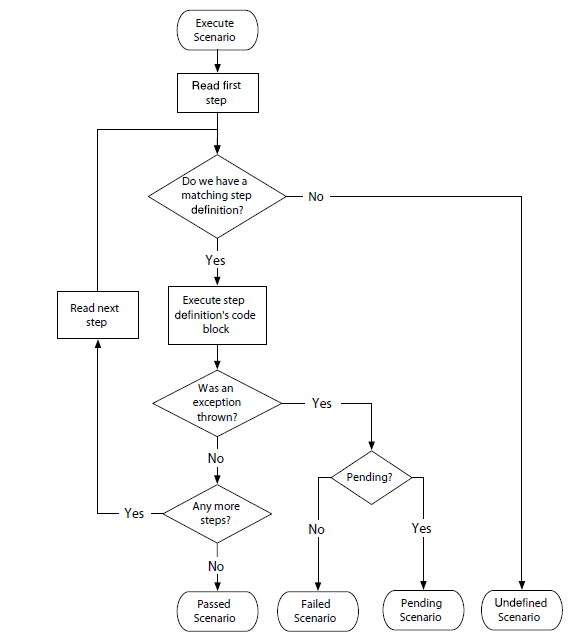 Execute
Scenario
Read first
step
Do we have a
matching step
definition?
No
Yes
Read next
step
Execute step
definition's code
block
Was an
exception
thrown?
Yes
No
Pending?
Any more
steps?
Yes
No
Yes
No
Passed
Scenario
Failed
Scenario
Pending
Scenario
Undefined
Scenario